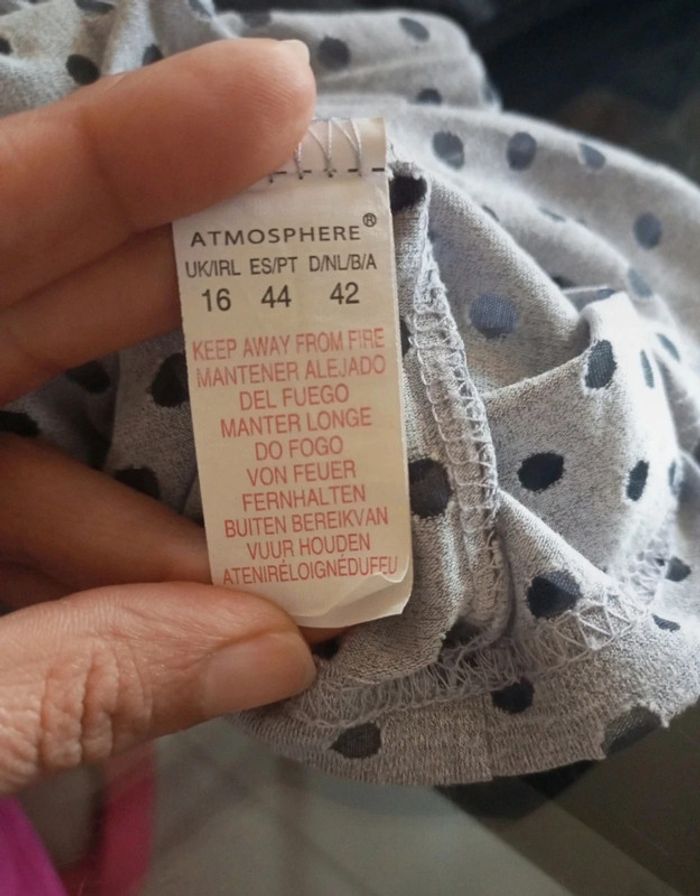 ATMOSPHERE®
UK/IRL ES/PT D/NL/B/A
16 44 42
KEEP AWAY FROM FIRE
MANTENER ALEJADO
DEL FUEGO
MANTER LONGE
DO FOGO
VON FEUER
FERNHALTEN
BUITEN BEREIKVAN
VUUR HOUDEN
ATENIRÉLOIGNÉDUFEU